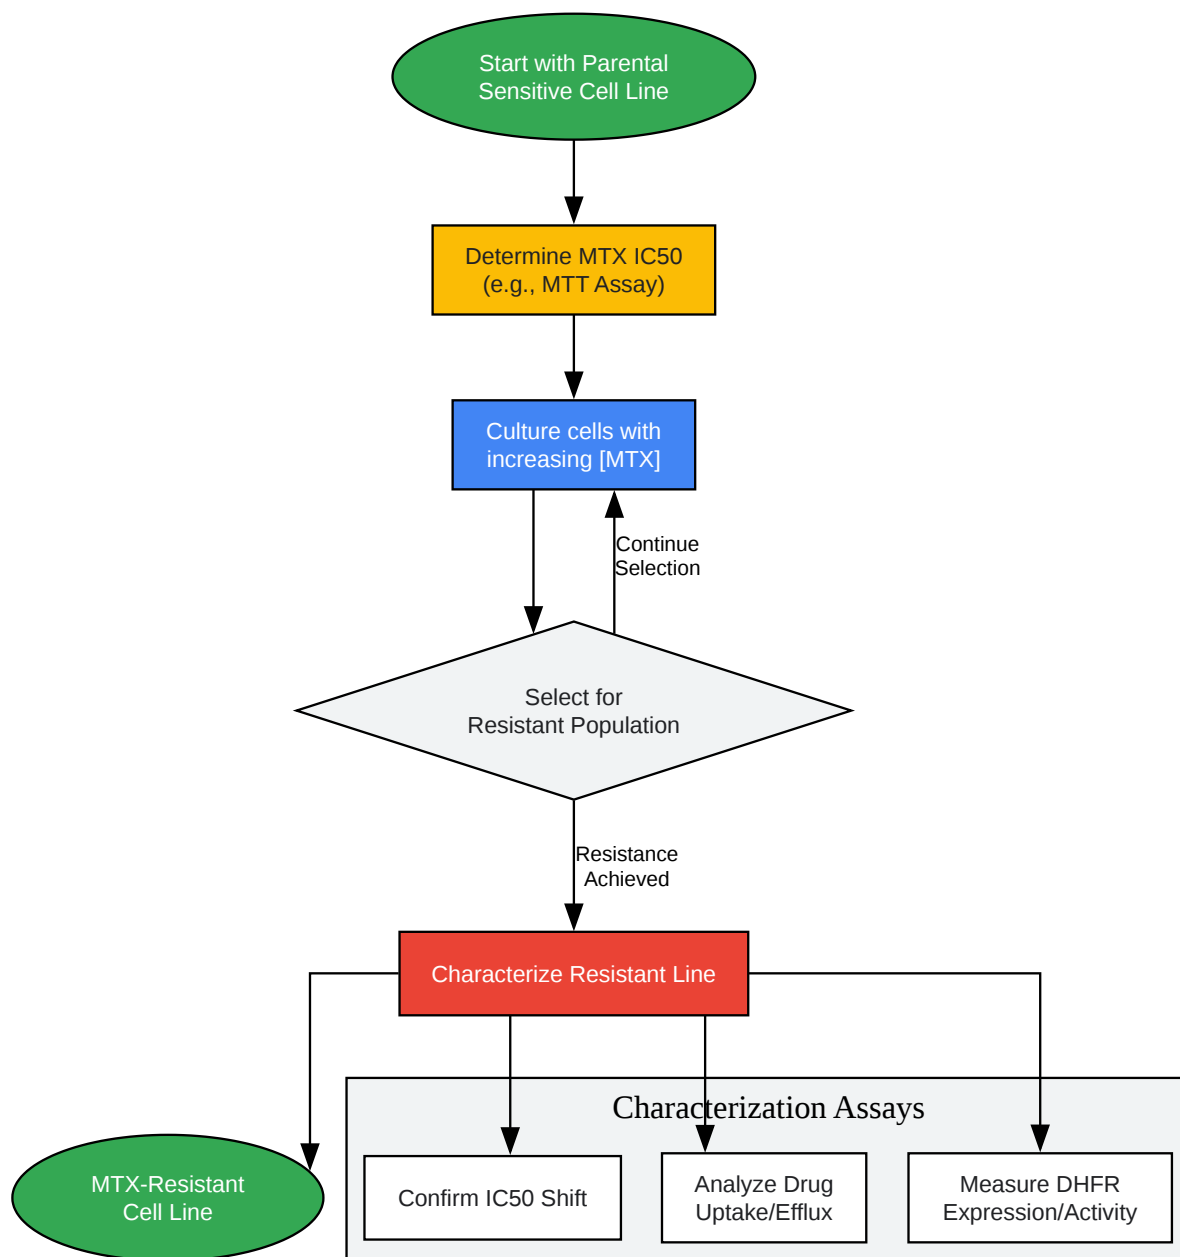 Start with Parental
Sensitive Cell Line
Determine MTX IC50
(e.g., MTT Assay)
Culture cells with
increasing [MTX]
Continue
Selection
Select for
Resistant Population
Resistance
Achieved
Characterize Resistant Line
Characterization Assays
MTX-Resistant
Cell Line
Confirm IC50 Shift
Analyze Drug
Uptake/Efflux
Measure DHFR
Expression/Activity